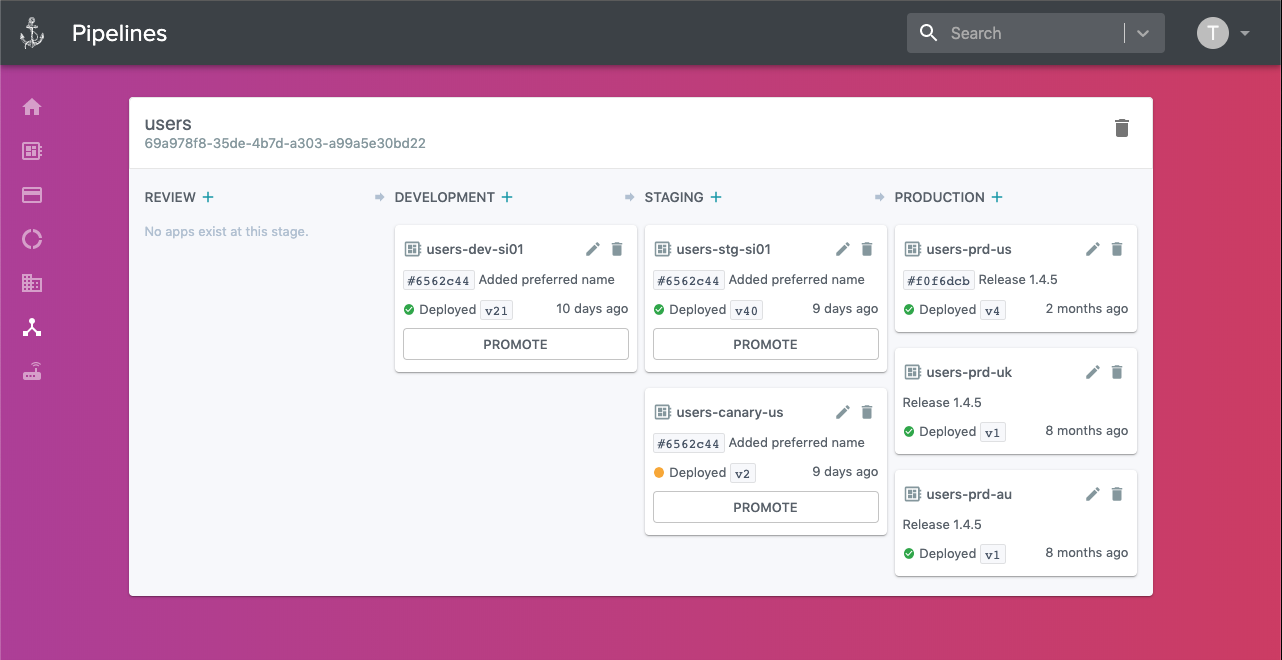 Pipelines
Search
T
users
69a978f8-35de-4b7d-a303-a99a5e30bd22
REVIEW +
No apps exist at this stage.
DEVELOPMENT +
users-dev-si01
#6562c44 Added preferred name
Deployed v21 10 days ago
PROMOTE
STAGING +
users-stg-si01
#6562c44 Added preferred name
Deployed v40 9 days ago
PROMOTE
users-canary-us
#6562c44 Added preferred name
Deployed v2 9 days ago
PROMOTE
PRODUCTION +
users-prd-us
#f0f6dcb Release 1.4.5
Deployed v4 2 months ago
users-prd-uk
Release 1.4.5
Deployed v1 8 months ago
users-prd-au
Release 1.4.5
Deployed v1 8 months ago